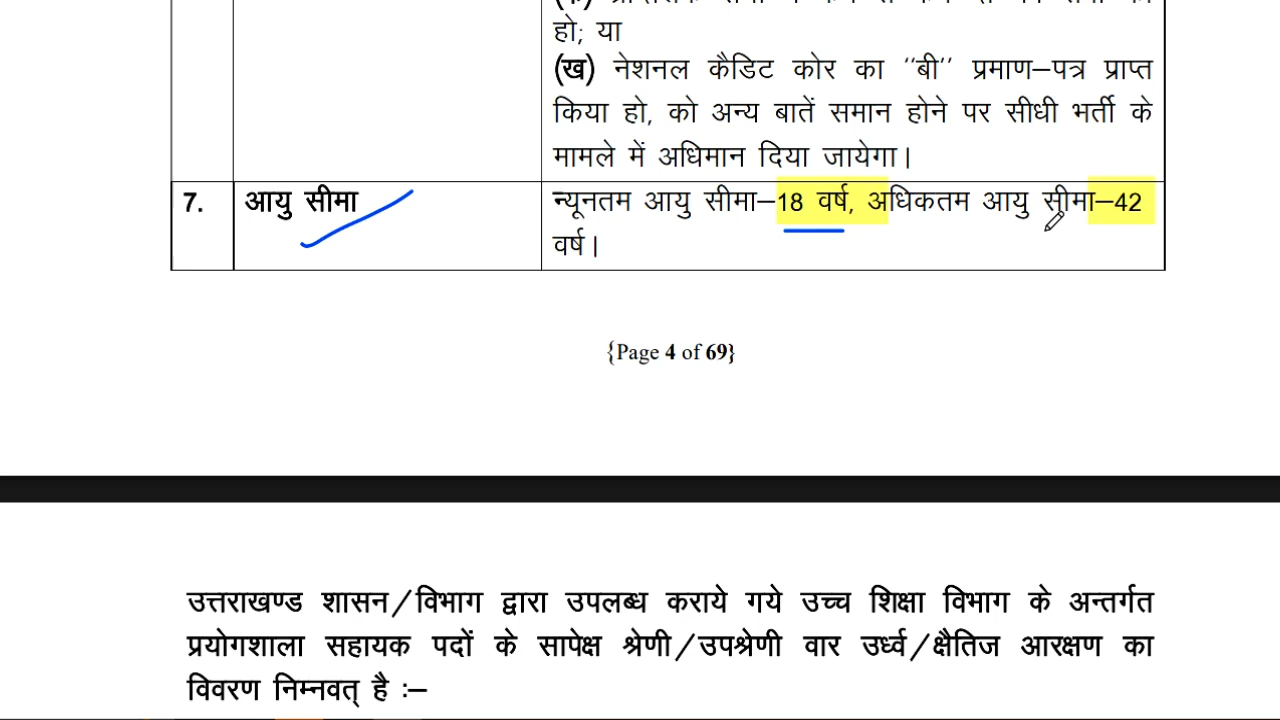 हो; या
(ख) नेशनल कैडिट कोर का ''बी'' प्रमाण–पत्र प्राप्त
किया हो, को अन्य बातें समान होने पर सीधी भर्ती के
मामले में अधिमान दिया जायेगा।
7. आयु सीमा न्यूनतम आयु सीमा–18 वर्ष, अधिकतम आयु सीमा–42
वर्ष।
{Page 4 of 69}
उत्तराखण्ड शासन/विभाग द्वारा उपलब्ध कराये गये उच्च शिक्षा विभाग के अन्तर्गत
प्रयोगशाला सहायक पदों के सापेक्ष श्रेणी/उपश्रेणी वार उर्ध्व/क्षैतिज आरक्षण का
विवरण निम्नवत् है :–